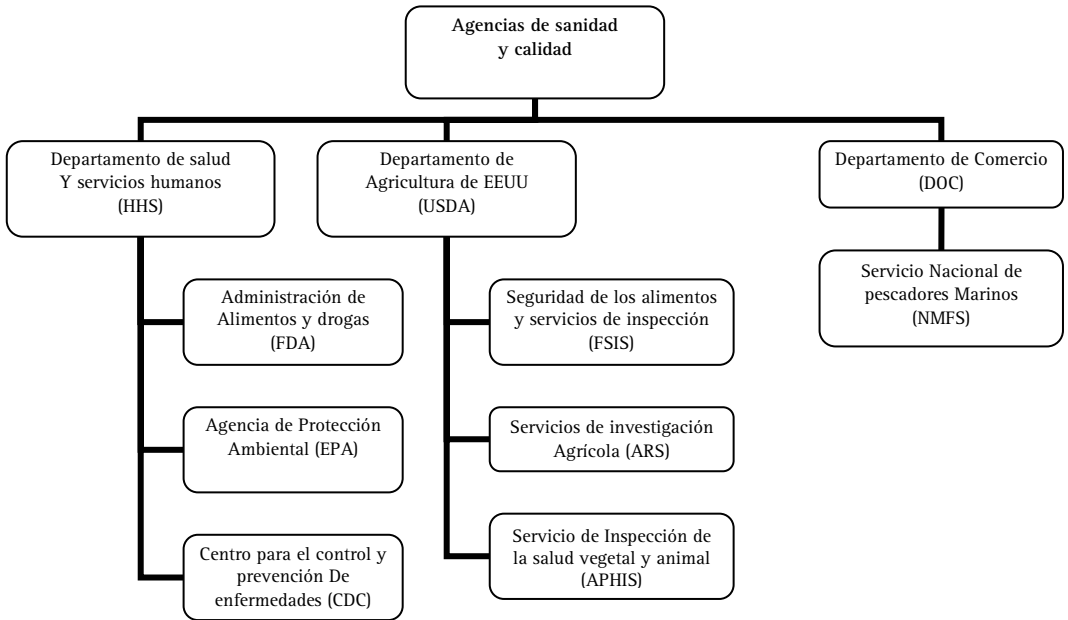 Agencias de sanidad
y calidad
Departamento de salud
Y servicios humanos
(HHS)
Departamento de
Agricultura de EEUU
(USDA)
Departamento de Comercio
(DOC)
Administración de
Alimentos y drogas
(FDA)
Agencia de Protección
Ambiental (EPA)
Centro para el control y
prevención De
enfermedades (CDC)
Seguridad de los alimentos
y servicios de inspección
(FSIS)
Servicios de investigación
Agrícola (ARS)
Servicio de Inspección de
la salud vegetal y animal
(APHIS)
Servicio Nacional de
pescadores Marinos
(NMFS)